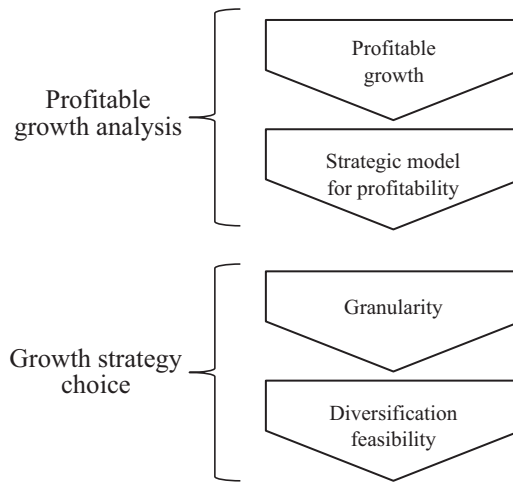 Profitable
growth analysis
Profitable
growth
Strategic model
for profitability
Growth strategy
choice
Granularity
Diversification
feasibility